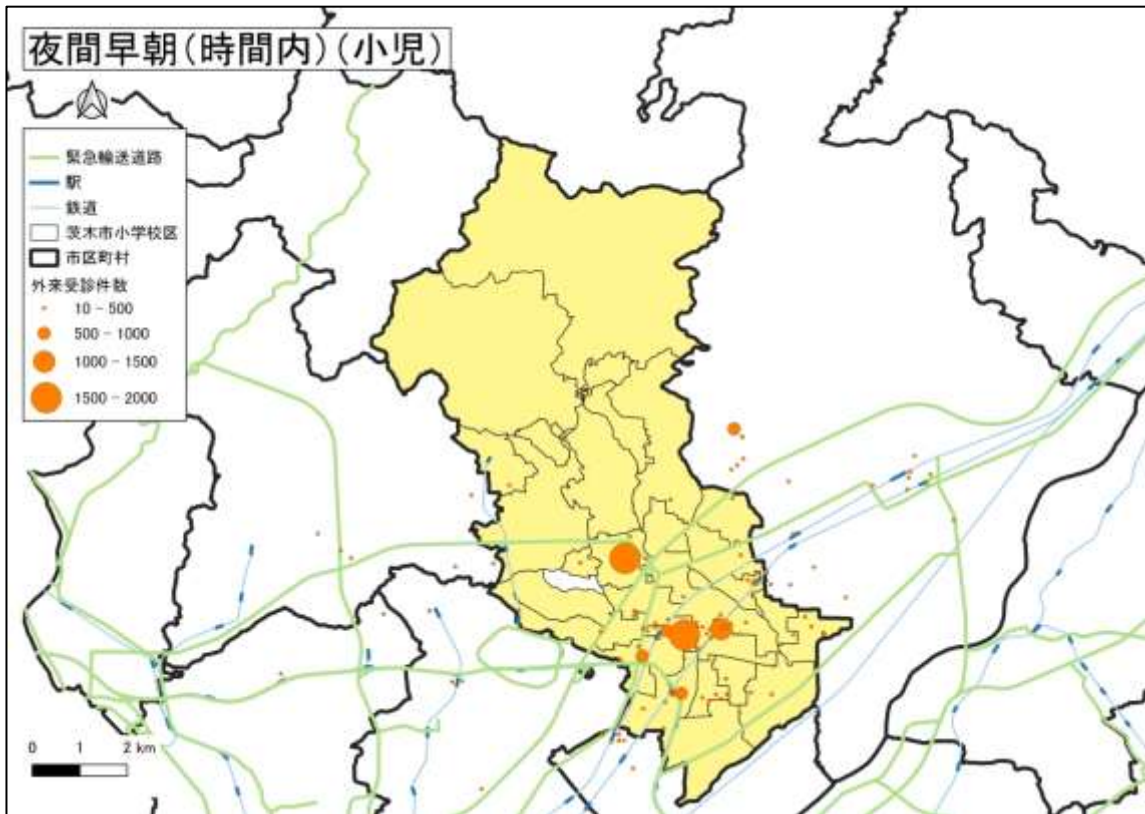 夜間早朝(時間内)(小児)
緊急輸送道路
駅
鉄道
茨木市小学校区
市区町村
外来受診件数
10 - 500
500 - 1000
1000 - 1500
1500 - 2000
0 1 2 km